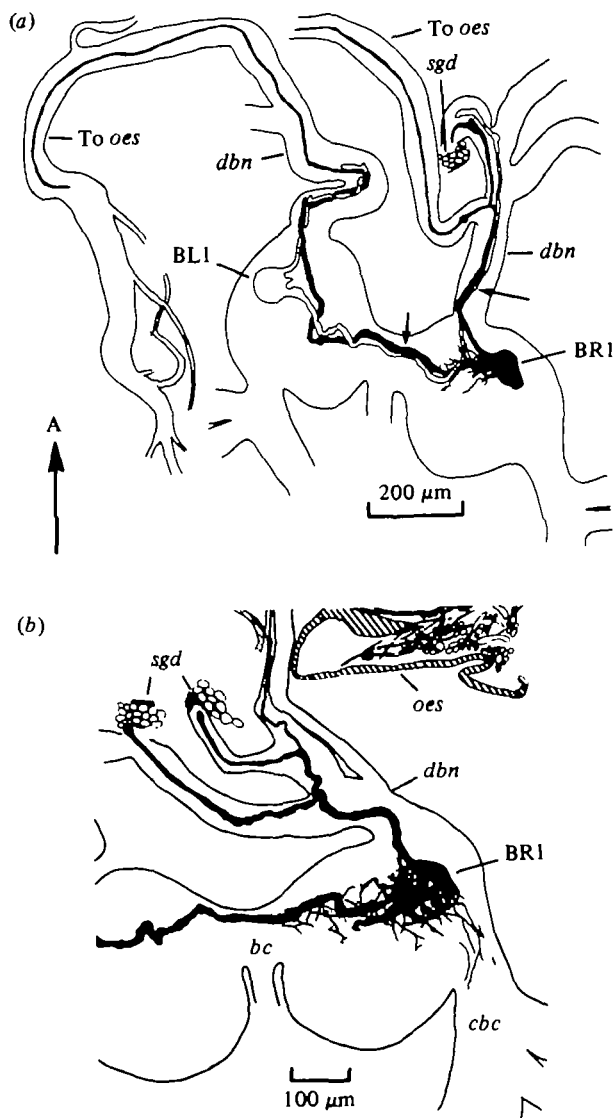 (a)
To oes
sgd
To oes
dbn
BL1
dbn
BR1
A
200 μm
(b)
sgd
oes
dbn
BR1
bc
cbc
100 μm